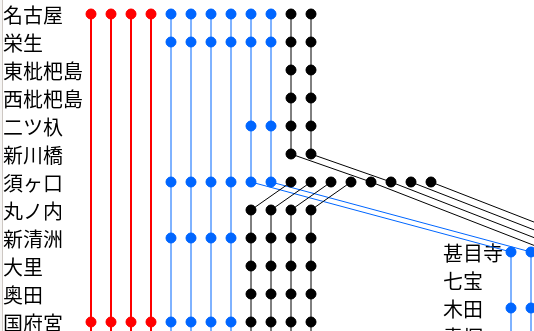 名古屋
栄生
東枇杷島
西枇杷島
二ツ杁
新川橋
須ヶ口
丸ノ内
新清洲
大里
奥田
国府宮
甚目寺
七宝
木田